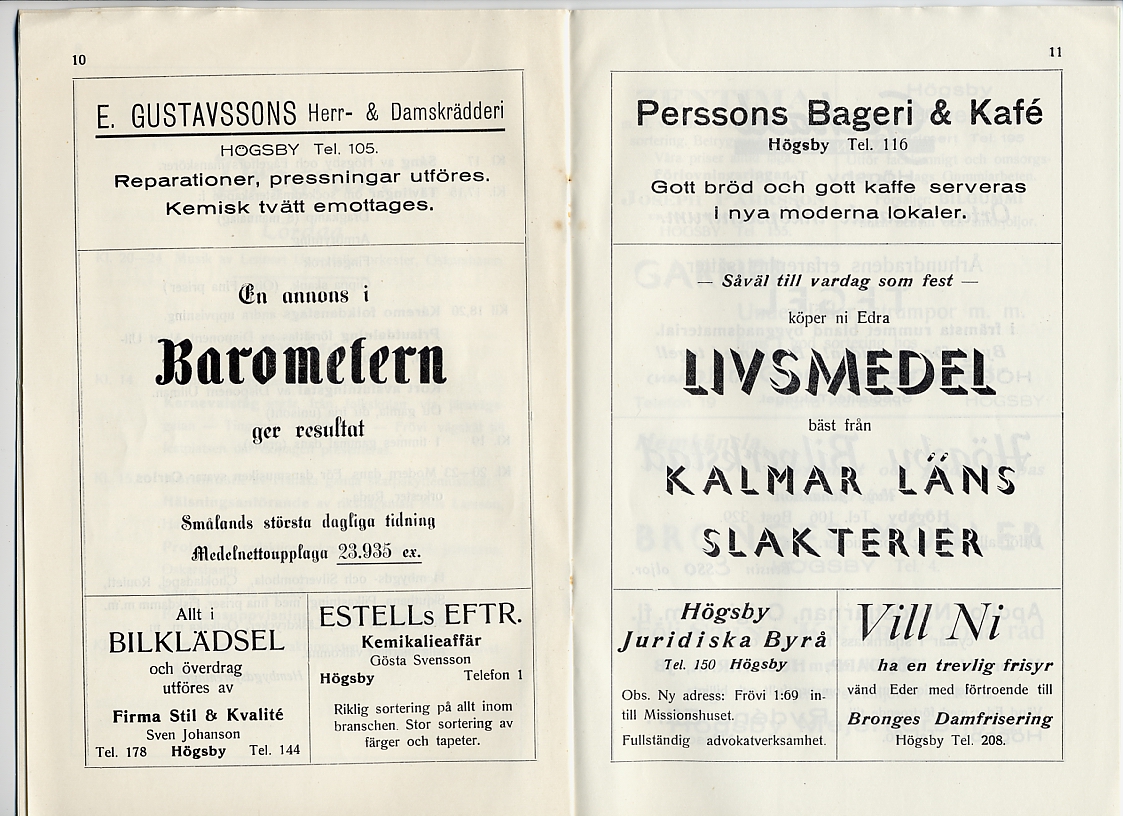 10
E. GUSTAVSSONS Herr- & Damskrädderi
HÖGSBY Tel. 105.
Reparationer, pressningar utföres.
Kemisk tvätt emottages.
En annons i
Barometern
ger resultat
Smålands största dagliga tidning
Medelnettoupplaga 23.935 ex.
Allt i
BILKLÄDSEL
och överdrag
utföres av
Firma Stil & Kvalité
Sven Johanson
Tel. 178 Högsby Tel. 144
ESTELLS EFTR.
Kemikalieaffär
Gösta Svensson
Högsby Telefon 1
Riklig sortering på allt inom
branschen. Stor sortering av
färger och tapeter.
11
Perssons Bageri & Kafé
Högsby Tel. 116
Gott bröd och gott kaffe serveras
i nya moderna lokaler.
— Såväl till vardag som fest —
köper ni Edra
LIVSMEDEL
bäst från
KALMAR LÄNS
SLAKTERIER
Högsby
Juridiska Byrå
Tel. 150 Högsby
Obs. Ny adress: Frövi 1:69 in-
till Missionshuset.
Fullständig advokatverksamhet.
Vill Ni
ha en trevlig frisyr
vänd Eder med förtroende till
Bronges Damfrisering
Högsby Tel. 208.